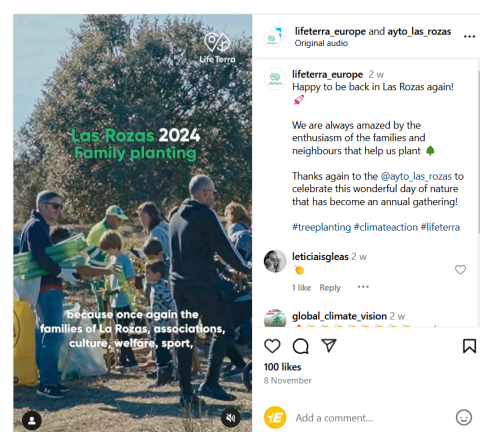 Life Terra
Las Rozas 2024
Family planting
because once again the
families of La Rozas, associations,
culture, welfare, sport,
lifeterra_europe and ayto_las_rozas
Original audio
lifeterra_europe 2 w
Happy to be back in Las Rozas again!
🚀
We are always amazed by the
enthusiasm of the families and
neighbours that help us plant 🌲
Thanks again to the @ayto_las_rozas to
celebrate this wonderful day of nature
that has become an annual gathering!
#treeplanting #climateaction #lifeterra
leticiaisgleas 2 w
👏
1 like Reply
global_climate_vision 2 w
100 likes
8 November
Add a comment...